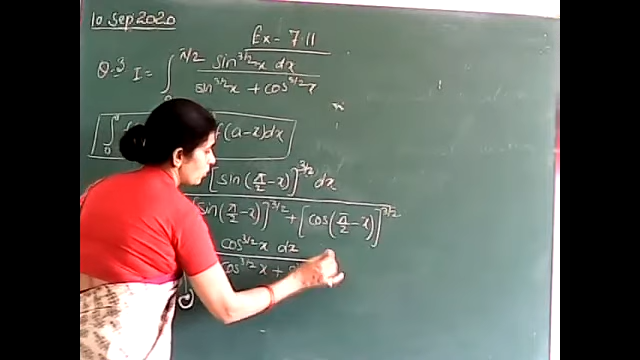 10 Sep 2020
Ex - 7.11
Q.3 I = ∫ π/2 sin^3/2 x dx
0 sin^3/2 x + cos^3/2 x
∫ 0 f(a-x)dx
[sin(π/2 - x)]^3/2 dx
sin(π/2 - x)]^3/2 + [cos(π/2 - x)]^3/2
cos^3/2 x dx
cos^3/2 x +